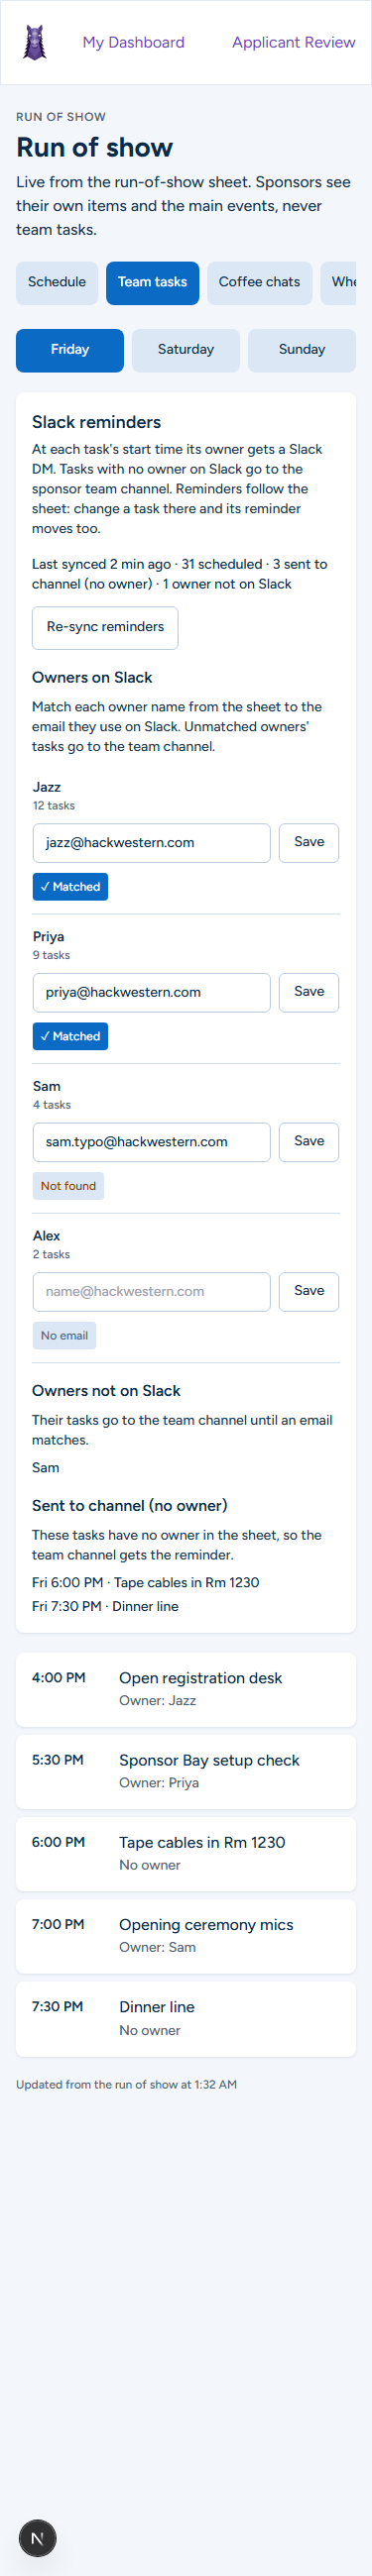 My Dashboard
Applicant Review
RUN OF SHOW
Run of show
Live from the run-of-show sheet. Sponsors see
their own items and the main events, never
team tasks.
Schedule
Team tasks
Coffee chats
Whe
Friday
Saturday
Sunday
Slack reminders
At each task's start time its owner gets a Slack
DM. Tasks with no owner on Slack go to the
sponsor team channel. Reminders follow the
sheet: change a task there and its reminder
moves too.
Last synced 2 min ago · 31 scheduled · 3 sent to
channel (no owner) · 1 owner not on Slack
Re-sync reminders
Owners on Slack
Match each owner name from the sheet to the
email they use on Slack. Unmatched owners'
tasks go to the team channel.
Jazz
12 tasks
jazz@hackwestern.com
Save
✓ Matched
Priya
9 tasks
priya@hackwestern.com
Save
✓ Matched
Sam
4 tasks
sam.typo@hackwestern.com
Save
Not found
Alex
2 tasks
name@hackwestern.com
Save
No email
Owners not on Slack
Their tasks go to the team channel until an email
matches.
Sam
Sent to channel (no owner)
These tasks have no owner in the sheet, so the
team channel gets the reminder.
Fri 6:00 PM · Tape cables in Rm 1230
Fri 7:30 PM · Dinner line
4:00 PM
Open registration desk
Owner: Jazz
5:30 PM
Sponsor Bay setup check
Owner: Priya
6:00 PM
Tape cables in Rm 1230
No owner
7:00 PM
Opening ceremony mics
Owner: Sam
7:30 PM
Dinner line
No owner
Updated from the run of show at 1:32 AM
N